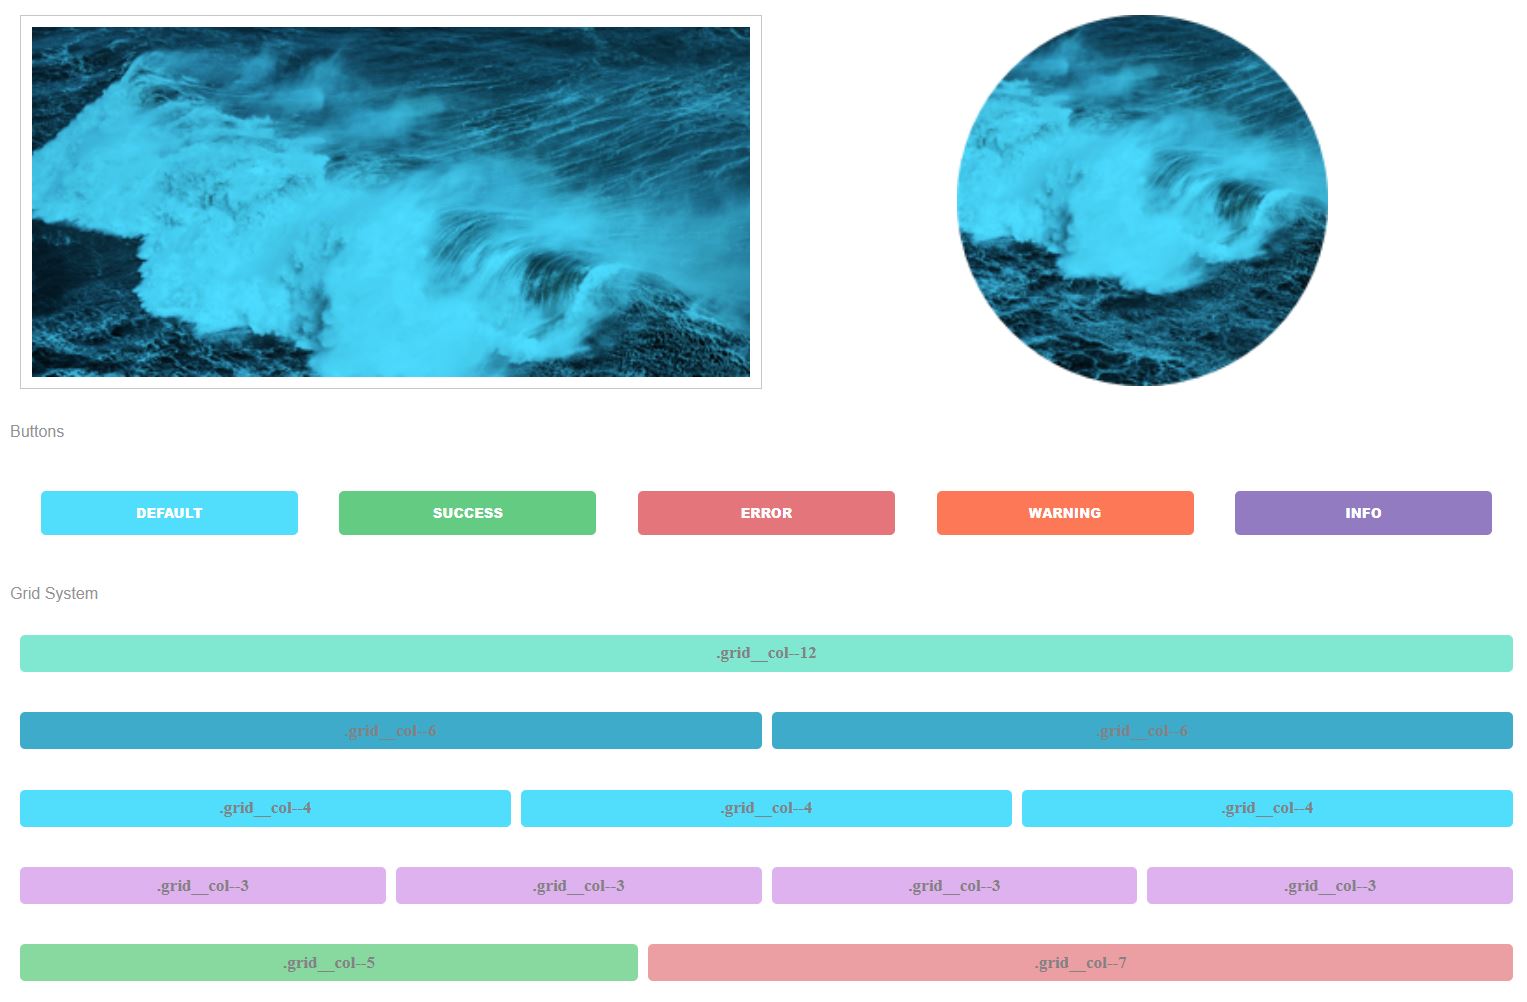 Buttons
DEFAULT SUCCESS ERROR WARNING INFO
Grid System
.grid__col--12
.grid__col--6 .grid__col--6
.grid__col--4 .grid__col--4 .grid__col--4
.grid__col--3 .grid__col--3 .grid__col--3 .grid__col--3
.grid__col--5 .grid__col--7